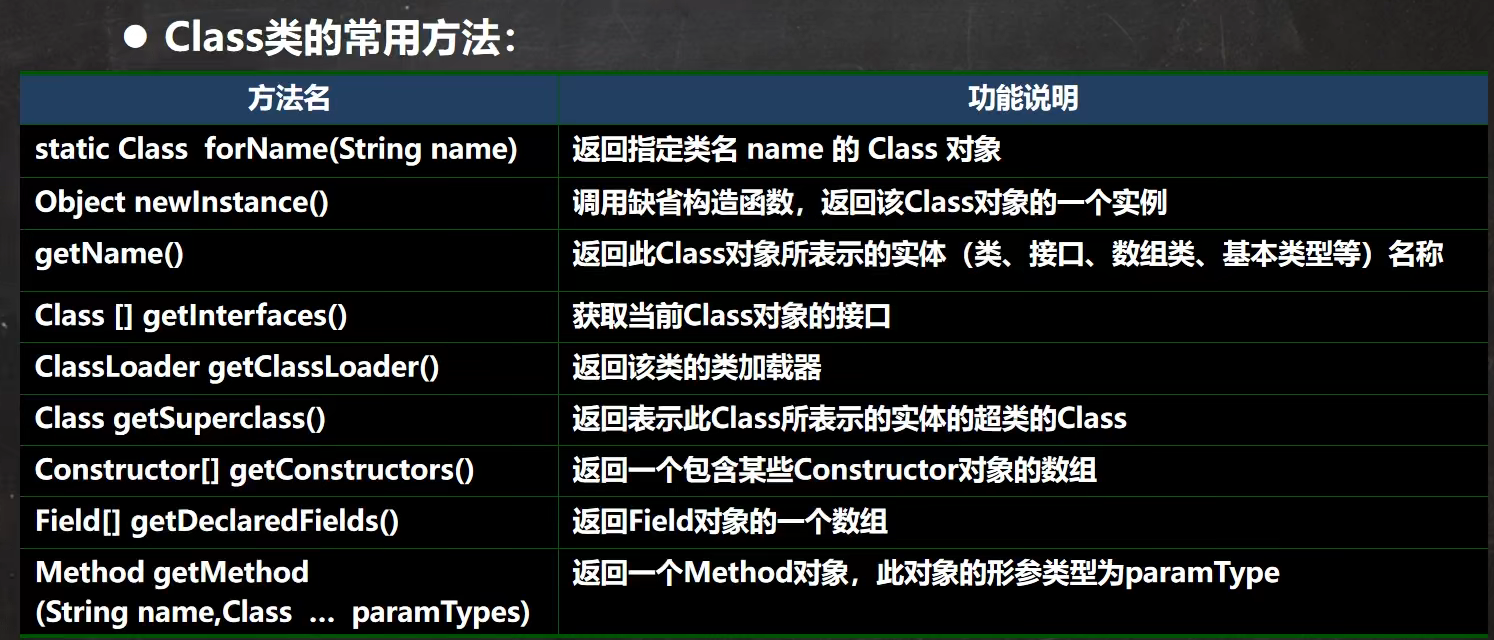 ● Class类的常用方法：
方法名 功能说明
static Class forName(String name) 返回指定类名 name 的 Class 对象
Object newInstance() 调用缺省构造函数，返回该Class对象的一个实例
getName() 返回此Class对象所表示的实体（类、接口、数组类、基本类型等）名称
Class [] getInterfaces() 获取当前Class对象的接口
ClassLoader getClassLoader() 返回该类的类加载器
Class getSuperclass() 返回表示此Class所表示的实体的超类的Class
Constructor[] getConstructors() 返回一个包含某些Constructor对象的数组
Field[] getDeclaredFields() 返回Field对象的一个数组
Method getMethod 返回一个Method对象，此对象的形参类型为paramType
(String name,Class … paramTypes)